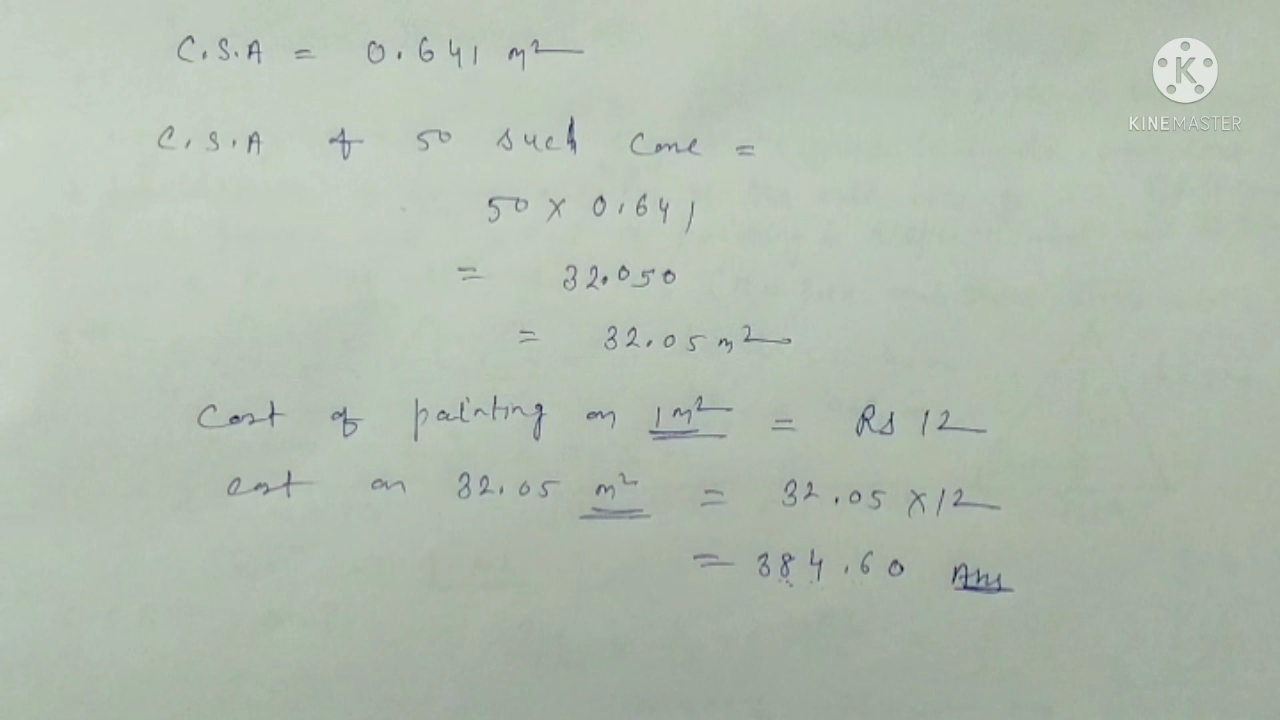 C.S.A = 0.641 m²
K
KINEMASTER
C.S.A of 50 such cone =
50 × 0.641
= 32.050
= 32.05 m²
Cost of painting on 1m² = Rs 12
cost on 32.05 m² = 32.05 × 12
= 384.60 Ans